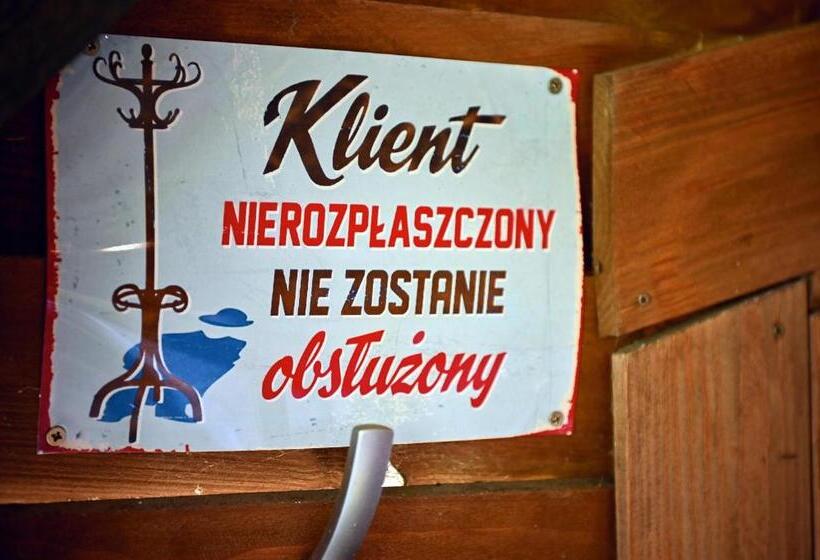 Klient
NIEROZPŁASZCZONY
NIE ZOSTANIE
obsłużony